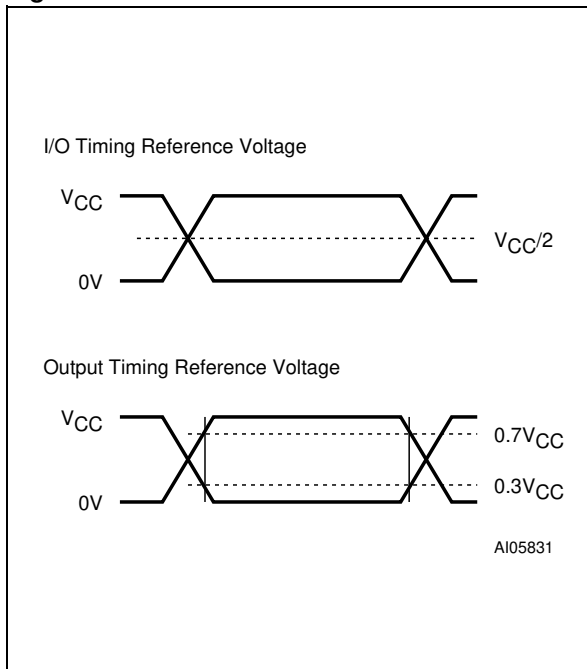 I/O Timing Reference Voltage
VCC
VCC/2
0V
Output Timing Reference Voltage
VCC
0.7VCC
0.3VCC
0V
AI05831